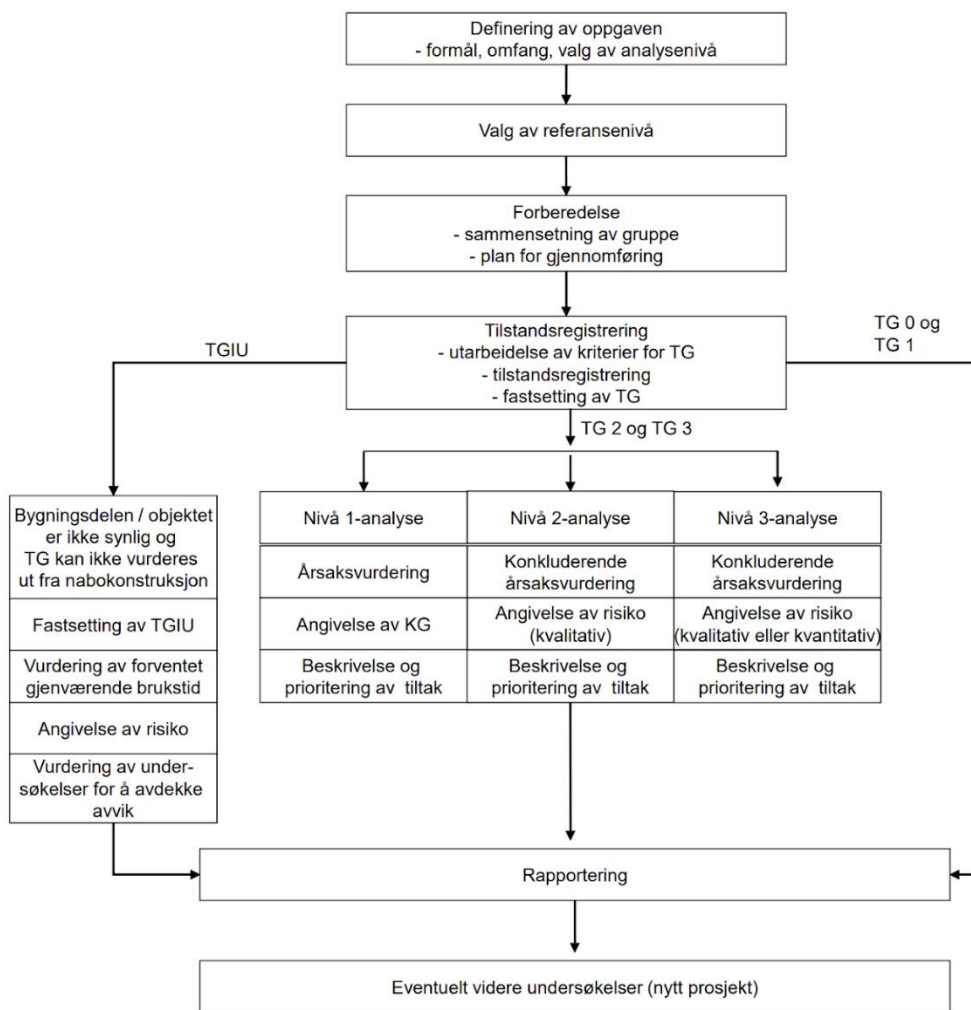 Definering av oppgaven
- formål, omfang, valg av analysenivå
Valg av referansenivå
Forberedelse
- sammensetning av gruppe
- plan for gjennomføring
Tilstandsregistrering
- utarbeidelse av kriterier for TG
- tilstandsregistrering
- fastsetting av TG
TGIU
TG 0 og
TG 1
TG 2 og TG 3
Bygningsdelen / objektet
er ikke synlig og
TG kan ikke vurderes
ut fra nabokonstruksjon
Fastsetting av TGIU
Vurdering av forventet
gjenværende brukstid
Angivelse av risiko
Vurdering av under-
søkelser for å avdekke
avvik
Nivå 1-analyse
Årsaksvurdering
Angivelse av KG
Beskrivelse og
prioritering av tiltak
Nivå 2-analyse
Konkluderende
årsaksvurdering
Angivelse av risiko
(kvalitativ)
Beskrivelse og
prioritering av tiltak
Nivå 3-analyse
Konkluderende
årsaksvurdering
Angivelse av risiko
(kvalitativ eller kvantitativ)
Beskrivelse og
prioritering av tiltak
Rapportering
Eventuelt videre undersøkelser (nytt prosjekt)